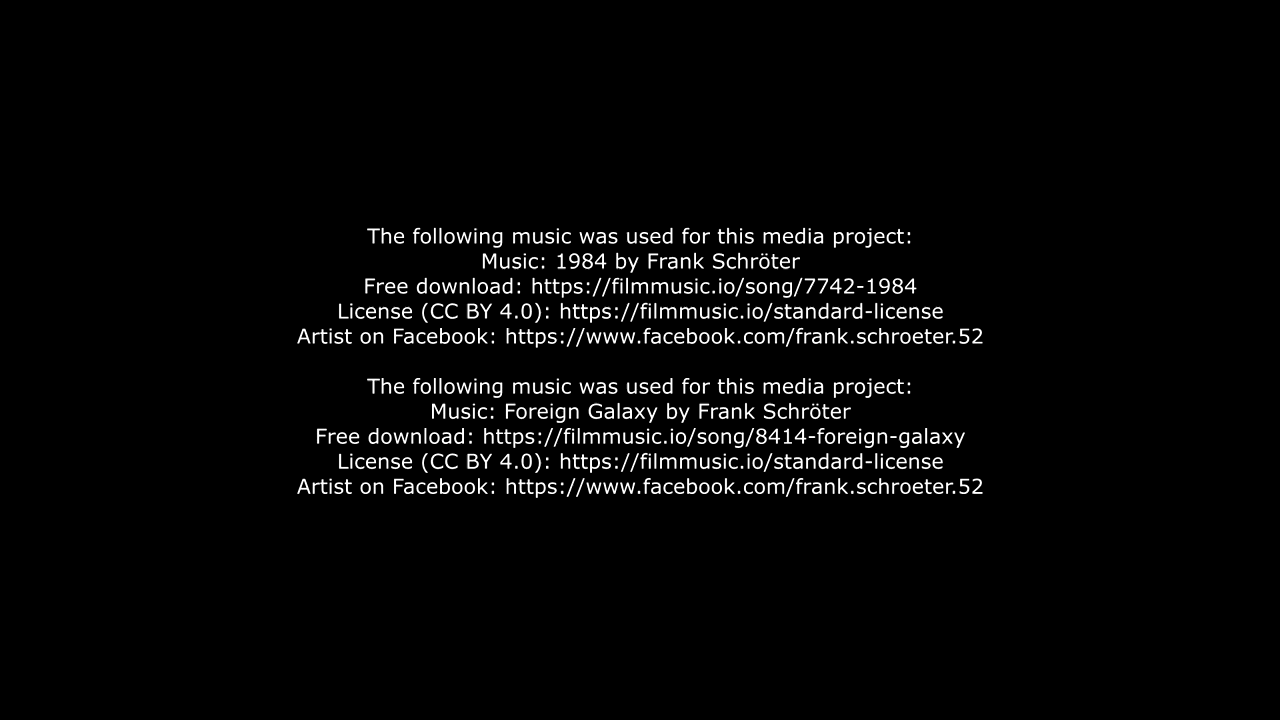 The following music was used for this media project:
Music: 1984 by Frank Schröter
Free download: https://filmmusic.io/song/7742-1984
License (CC BY 4.0): https://filmmusic.io/standard-license
Artist on Facebook: https://www.facebook.com/frank.schroeter.52
The following music was used for this media project:
Music: Foreign Galaxy by Frank Schröter
Free download: https://filmmusic.io/song/8414-foreign-galaxy
License (CC BY 4.0): https://filmmusic.io/standard-license
Artist on Facebook: https://www.facebook.com/frank.schroeter.52